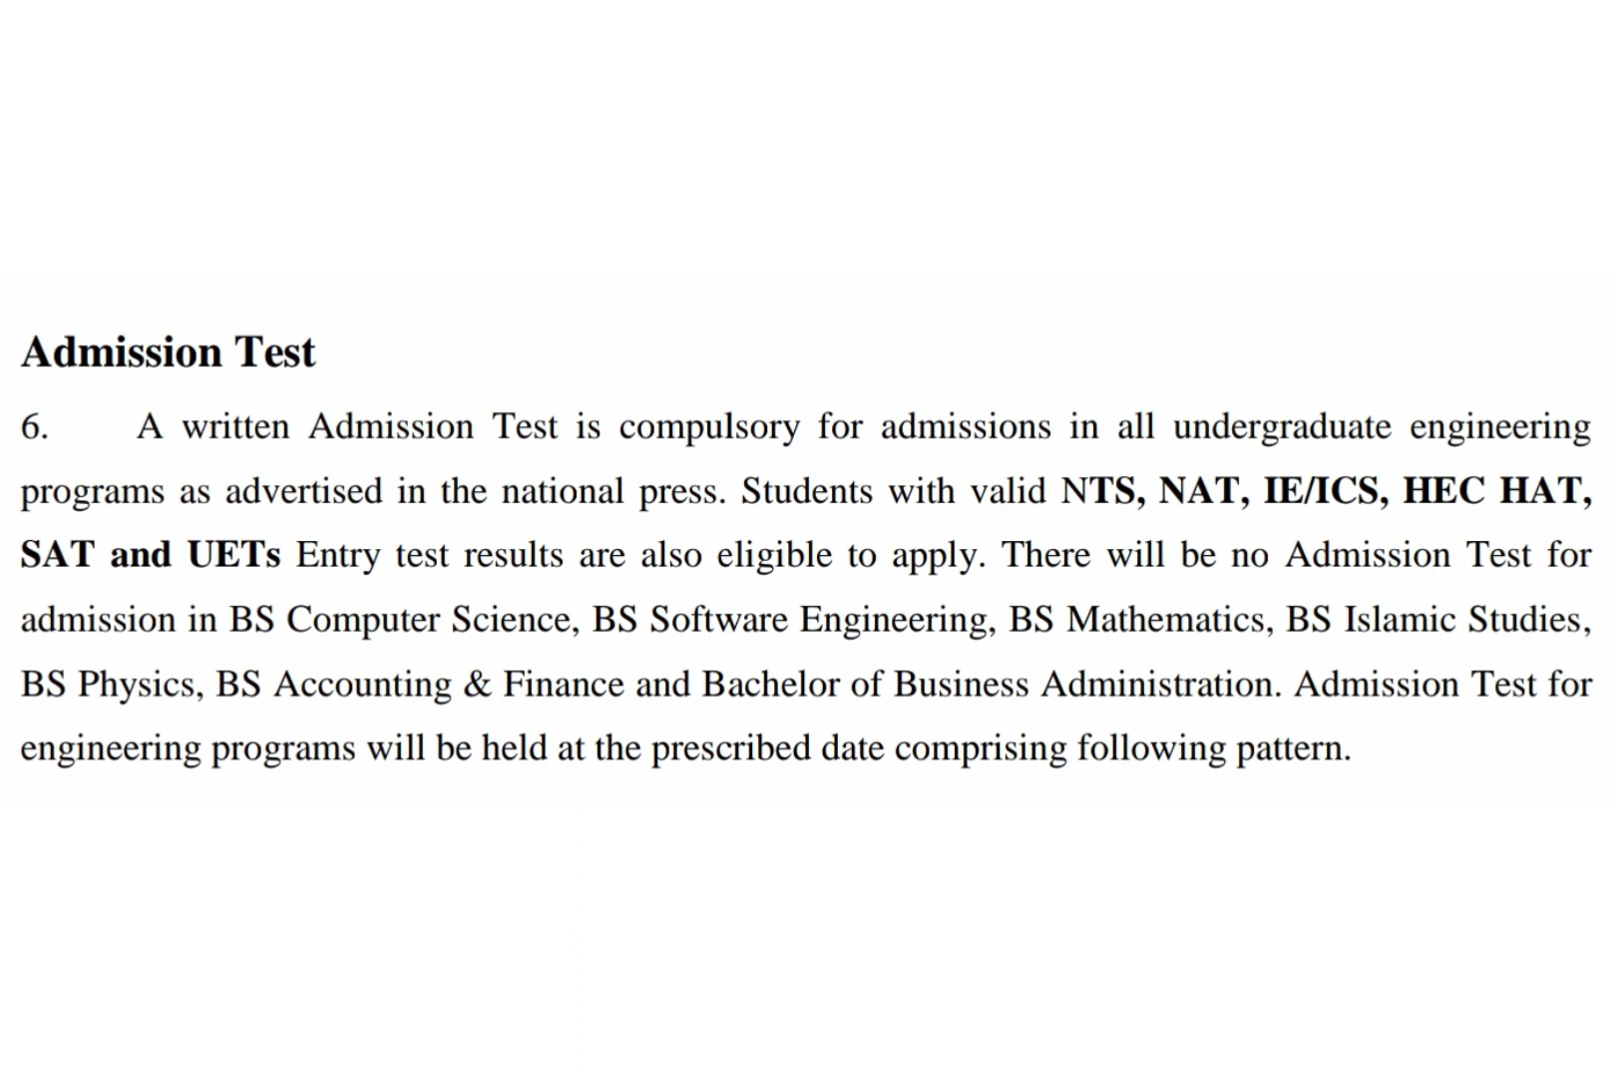 Admission Test
6. A written Admission Test is compulsory for admissions in all undergraduate engineering
programs as advertised in the national press. Students with valid NTS, NAT, IE/ICS, HEC HAT,
SAT and UETs Entry test results are also eligible to apply. There will be no Admission Test for
admission in BS Computer Science, BS Software Engineering, BS Mathematics, BS Islamic Studies,
BS Physics, BS Accounting & Finance and Bachelor of Business Administration. Admission Test for
engineering programs will be held at the prescribed date comprising following pattern.